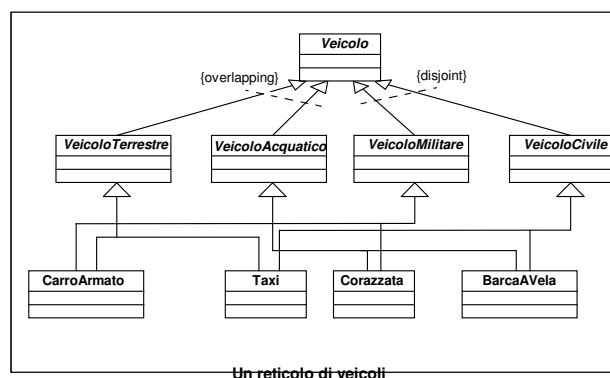 Veicolo
{overlapping}
{disjoint}
VeicoloTerrestre
VeicoloAcquatico
VeicoloMilitare
VeicoloCivile
CarroArmato
Taxi
Corazzata
BarcaAVela
Un reticolo di veicoli